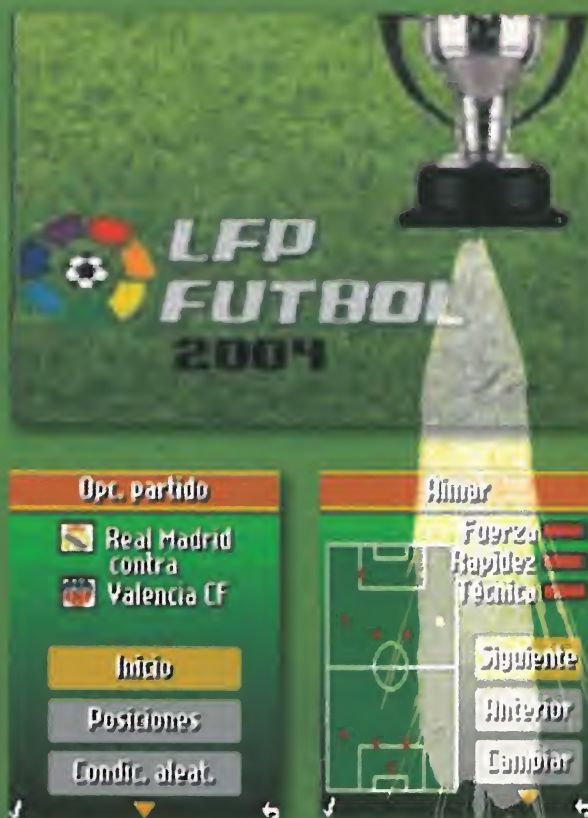 LFP
FUTBOL
2004
Opc. partido
Real Madrid
contra
Valencia CF
Inicio
Posiciones
Condic. aleat.
Aimar
Fuerza
Rapidez
Técnica
Siguiente
Anterior
Cambiar